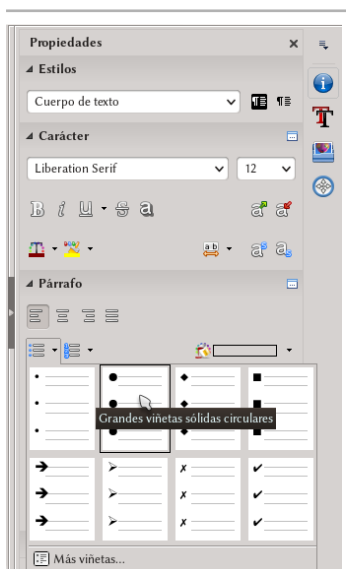 Propiedades
Estilos
Cuerpo de texto
Carácter
Liberation Serif 12
Párrafo
Grandes viñetas sólidas circulares
Más viñetas...